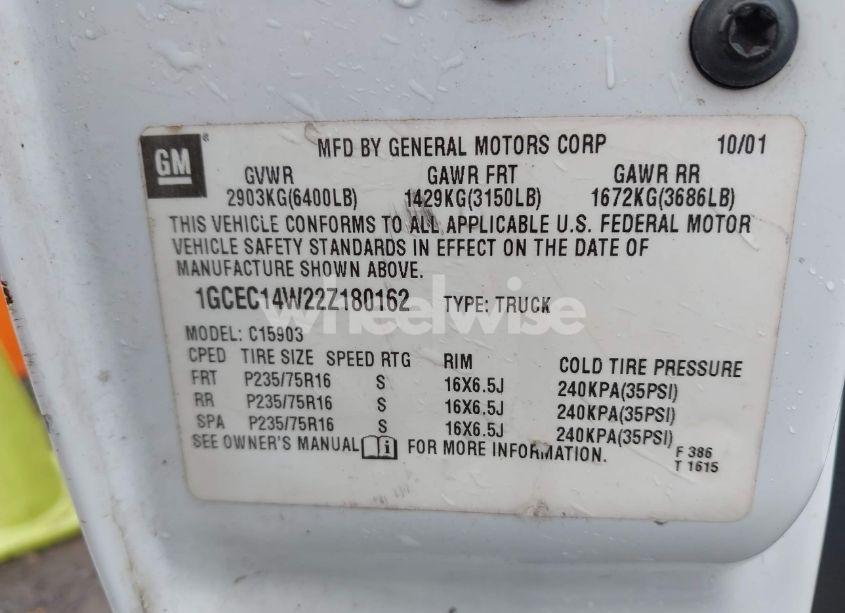 GM ® MFD BY GENERAL MOTORS CORP 10/01
GVWR GAWR FRT GAWR RR
2903KG(6400LB) 1429KG(3150LB) 1672KG(3686LB)
THIS VEHICLE CONFORMS TO ALL APPLICABLE U.S. FEDERAL MOTOR
VEHICLE SAFETY STANDARDS IN EFFECT ON THE DATE OF
MANUFACTURE SHOWN ABOVE.
1GCEC14W22Z180162 TYPE: TRUCK
wheelwise
MODEL: C15903
CPED TIRE SIZE SPEED RTG RIM COLD TIRE PRESSURE
FRT P235/75R16 S 16X6.5J 240KPA(35PSI)
RR P235/75R16 S 16X6.5J 240KPA(35PSI)
SPA P235/75R16 S 16X6.5J 240KPA(35PSI)
SEE OWNER'S MANUAL FOR MORE INFORMATION.
F 386
T 1615